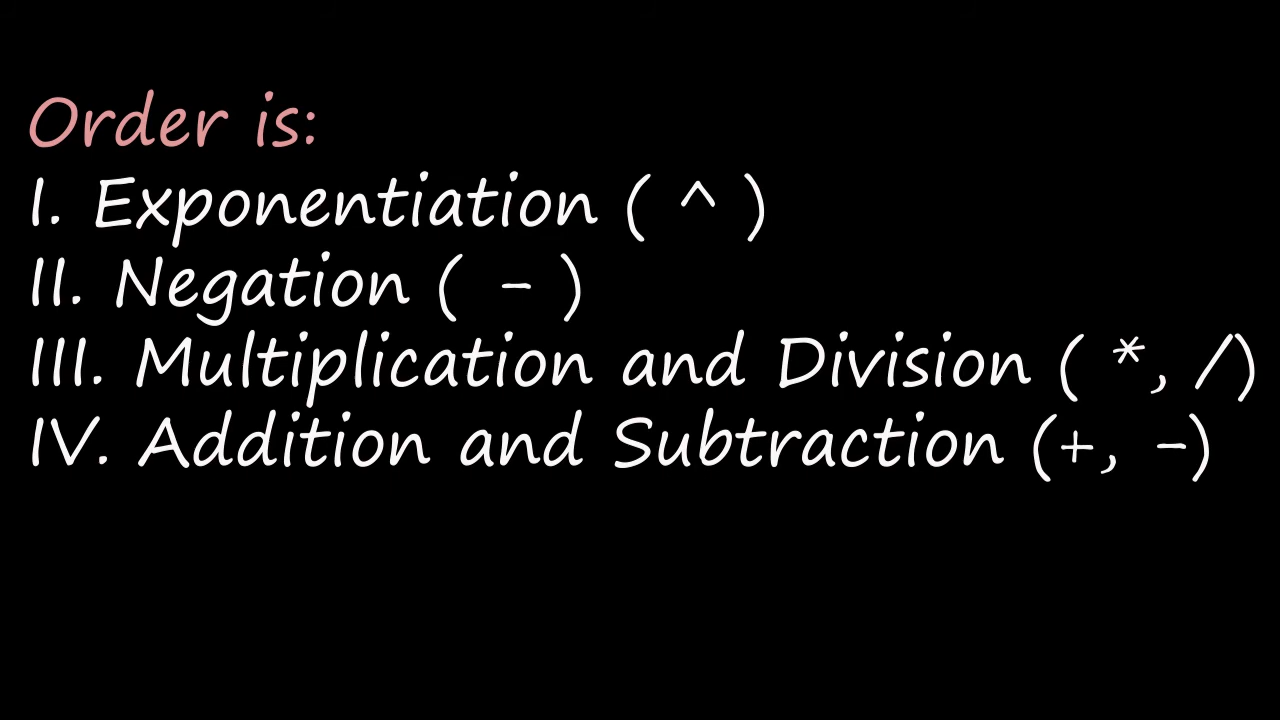 Order is:
I. Exponentiation ( ^ )
II. Negation ( - )
III. Multiplication and Division ( *, /)
IV. Addition and Subtraction (+, -)